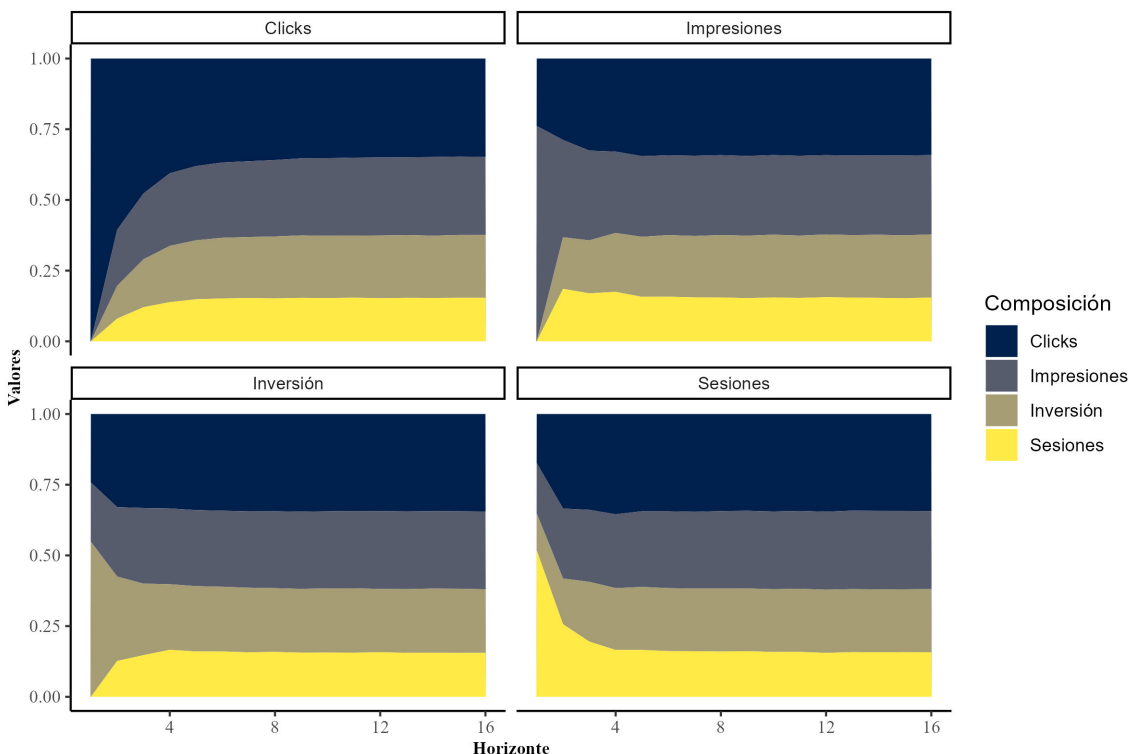 Clicks
Impresiones
1.00
0.75
0.50
0.25
0.00
Inversión
Sesiones
1.00
0.75
0.50
0.25
0.00
4
8
12
16
4
8
12
16
Valores
Horizonte
Composición
Clicks
Impresiones
Inversión
Sesiones